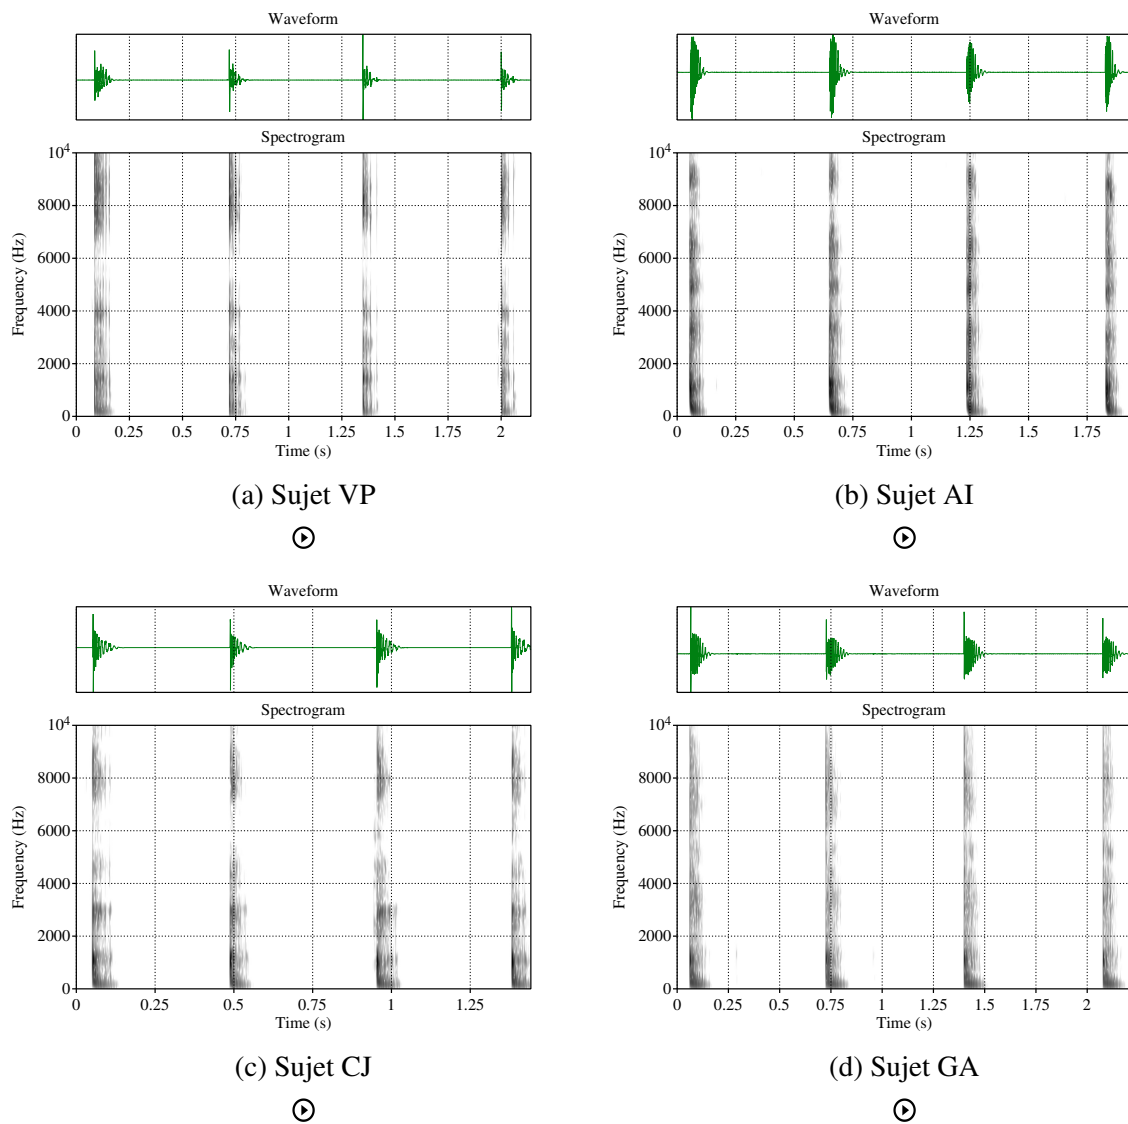 Waveform
Spectrogram
10^4
8000
6000
4000
2000
0
Frequency (Hz)
0 0.25 0.5 0.75 1 1.25 1.5 1.75 2
Time (s)
(a) Sujet VP
Waveform
Spectrogram
10^4
8000
6000
4000
2000
0
Frequency (Hz)
0 0.25 0.5 0.75 1 1.25 1.5 1.75
Time (s)
(b) Sujet AI
Waveform
Spectrogram
10^4
8000
6000
4000
2000
0
Frequency (Hz)
0 0.25 0.5 0.75 1 1.25
Time (s)
(c) Sujet CJ
Waveform
Spectrogram
10^4
8000
6000
4000
2000
0
Frequency (Hz)
0 0.25 0.5 0.75 1 1.25 1.5 1.75 2
Time (s)
(d) Sujet GA